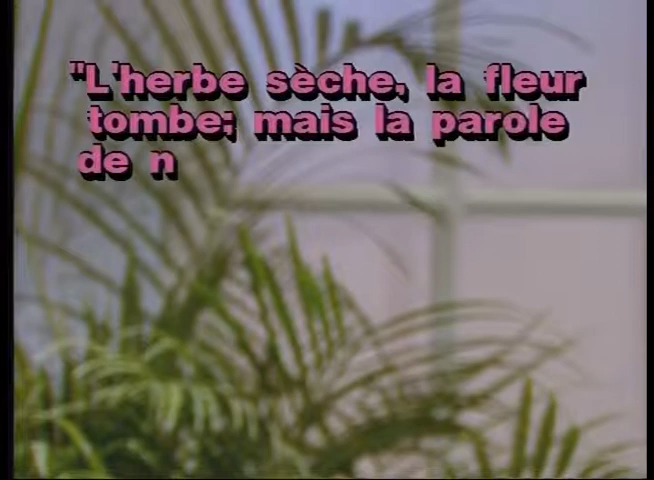 "L'herbe sèche, la fleur
tombe; mais la parole
de n